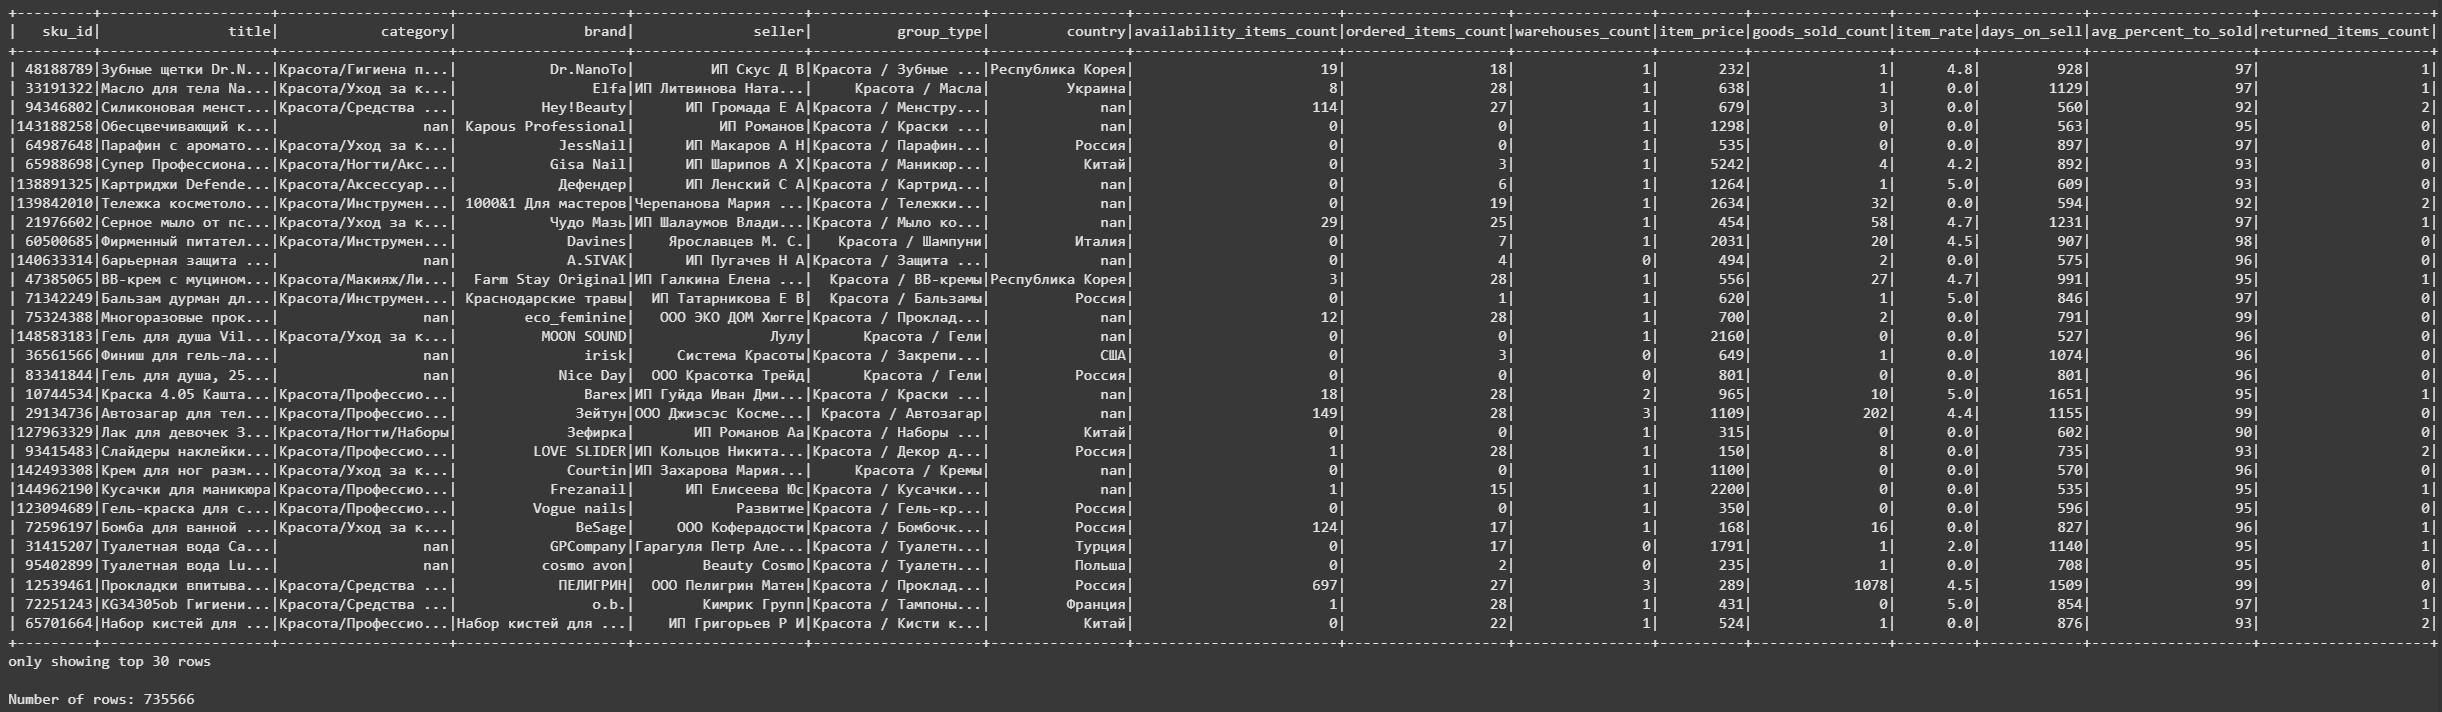 | sku_id| title| category| brand| seller| group_type| country|availability_items_count|ordered_items_count|warehouses_count|item_price|goods_sold_count|item_rate|days_on_sell|avg_percent_to_sold|returned_items_count|
| 48188789|Зубные щетки Dr.N...|Красота/Гигиена п...| Dr.NanoTo| ИП Скус Д В|Красота / Зубные ...|Республика Корея| 19| 18| 1| 232| 1| 4.8| 928| 97| 1|
| 33191322|Масло для тела Na...|Красота/Уход за к...| Elfa|ИП Литвинова Ната...| Красота / Масла| Украина| 8| 28| 1| 638| 1| 0.0| 1129| 97| 1|
| 94346802|Силиконовая менст...|Красота/Средства ...| Hey!Beauty| ИП Громада Е А|Красота / Менстру...| nan| 114| 27| 1| 679| 3| 0.0| 560| 92| 2|
|143188258|Обесцвечивающий к...| nan| Kapous Professional| ИП Романов|Красота / Краски ...| nan| 0| 0| 1| 1298| 0| 0.0| 563| 95| 0|
| 64987648|Парафин с аромато...|Красота/Уход за к...| JessNail| ИП Макаров А Н|Красота / Парафин...| Россия| 0| 0| 1| 535| 0| 0.0| 897| 97| 0|
| 65988698|Супер Профессиона...|Красота/Ногти/Акс...| Gisa Nail| ИП Шарипов А Х|Красота / Маникюр...| Китай| 0| 3| 1| 5242| 4| 4.2| 892| 93| 0|
|138891325|Картриджи Defende...|Красота/Аксессуар...| Дефендер| ИП Ленский С А|Красота / Картрид...| nan| 0| 6| 1| 1264| 1| 5.0| 609| 93| 0|
|139842010|Тележка косметоло...|Красота/Инструмен...| 1000&1 Для мастеров|Черепанова Мария ...|Красота / Тележки...| nan| 0| 19| 1| 2634| 32| 0.0| 594| 92| 2|
| 21976602|Серное мыло от пс...|Красота/Уход за к...| Чудо Мазь|ИП Шалаумов Влади...|Красота / Мыло ко...| nan| 29| 25| 1| 454| 58| 4.7| 1231| 97| 1|
| 60500685|Фирменный питател...|Красота/Инструмен...| Davines| Ярославцев М. С.| Красота / Шампуни| Италия| 0| 7| 1| 2031| 20| 4.5| 907| 98| 0|
|140633314|барьерная защита ...| nan| A.SIVAK| ИП Пугачев Н А|Красота / Защита ...| nan| 0| 4| 0| 494| 2| 0.0| 575| 96| 0|
| 47385065|BB-крем с муцином...|Красота/Макияж/Ли...| Farm Stay Original|ИП Галкина Елена ...| Красота / BB-кремы|Республика Корея| 3| 28| 1| 556| 27| 4.7| 991| 95| 1|
| 71342249|Бальзам дурман дл...|Красота/Инструмен...| Краснодарские травы| ИП Татарникова Е В| Красота / Бальзамы| Россия| 0| 1| 1| 620| 1| 5.0| 846| 97| 0|
| 75324388|Многоразовые прок...| nan| eco_feminine| ООО ЭКО ДОМ Хюгге|Красота / Проклад...| nan| 12| 28| 1| 700| 2| 0.0| 791| 99| 0|
|148583183|Гель для душа Vil...|Красота/Уход за к...| MOON SOUND| Лулу| Красота / Гели| nan| 0| 0| 1| 2160| 0| 0.0| 527| 96| 0|
| 36561566|Финиш для гель-ла...| nan| irisk| Система Красоты|Красота / Закрепи...| США| 0| 3| 0| 649| 1| 0.0| 1074| 96| 0|
| 83341844|Гель для душа, 25...| nan| Nice Day| ООО Красотка Трейд| Красота / Гели| Россия| 0| 0| 0| 801| 0| 0.0| 801| 96| 0|
| 10744534|Краска 4.05 Кашта...|Красота/Профессио...| Barex|ИП Гуйда Иван Дми...|Красота / Краски ...| nan| 18| 28| 2| 965| 10| 5.0| 1651| 95| 1|
| 29134736|Автозагар для тел...|Красота/Профессио...| Зейтун|ООО Джиэсэс Косме...| Красота / Автозагар| nan| 149| 28| 3| 1109| 202| 4.4| 1155| 99| 0|
|127963329|Лак для девочек З...|Красота/Ногти/Наборы| Зефирка| ИП Романов Аа|Красота / Наборы ...| Китай| 0| 0| 1| 315| 0| 0.0| 602| 90| 0|
| 93415483|Слайдеры наклейки...|Красота/Профессио...| LOVE SLIDER|ИП Кольцов Никита...|Красота / Декор д...| Россия| 1| 28| 1| 150| 8| 0.0| 735| 93| 2|
|142493308|Крем для ног разм...|Красота/Уход за к...| Courtin|ИП Захарова Мария...| Красота / Кремы| nan| 0| 0| 1| 1100| 0| 0.0| 570| 96| 0|
|144962190|Кусачки для маникюра|Красота/Профессио...| Frezanail| ИП Елисеева Юс|Красота / Кусачки...| nan| 1| 15| 1| 2200| 0| 0.0| 535| 95| 1|
|123094689|Гель-краска для с...|Красота/Профессио...| Vogue nails| Развитие|Красота / Гель-кр...| Россия| 0| 0| 1| 350| 0| 0.0| 596| 95| 0|
| 72596197|Бомба для ванной ...|Красота/Уход за к...| BeSage| ООО Коферадости|Красота / Бомбочк...| Россия| 124| 17| 1| 168| 16| 0.0| 827| 96| 1|
| 31415207|Туалетная вода Ca...| nan| GPCompany|Гарагуля Петр Але...|Красота / Туалетн...| Турция| 0| 17| 0| 1791| 1| 2.0| 1140| 95| 1|
| 95402899|Туалетная вода Lu...| nan| cosmo avon| Beauty Cosmo|Красота / Туалетн...| Польша| 0| 2| 0| 235| 1| 0.0| 708| 95| 0|
| 12539461|Прокладки впитыва...|Красота/Средства ...| ПЕЛИГРИН| ООО Пелигрин Матен|Красота / Проклад...| Россия| 697| 27| 3| 289| 1078| 4.5| 1509| 99| 0|
| 72251243|KG34305ob Гигиени...|Красота/Средства ...| o.b.| Кимрик Групп|Красота / Тампоны...| Франция| 1| 28| 1| 431| 0| 5.0| 854| 97| 1|
| 65701664|Набор кистей для ...|Красота/Профессио...|Набор кистей для ...| ИП Григорьев Р И|Красота / Кисти к...| Китай| 0| 22| 1| 524| 1| 0.0| 876| 93| 2|
only showing top 30 rows
Number of rows: 735566